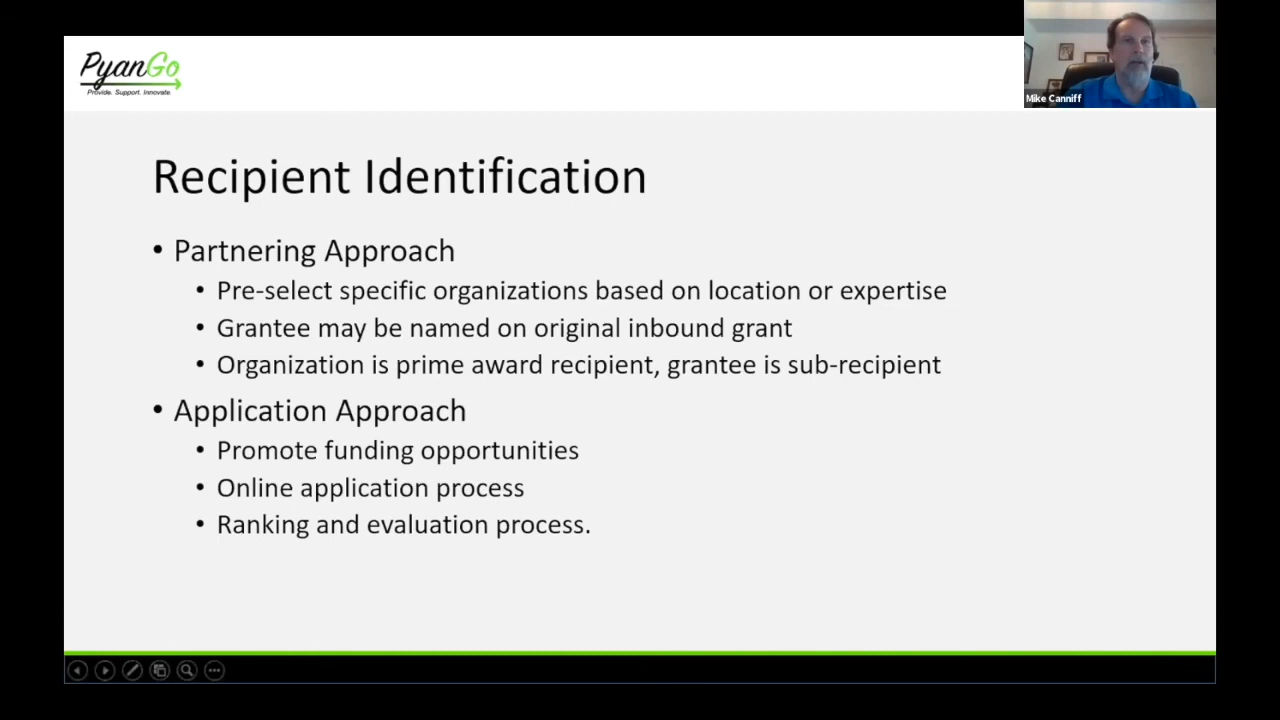 PyanGo
Provide. Support. Innovate.
Mike Canniff
Recipient Identification
• Partnering Approach
• Pre-select specific organizations based on location or expertise
• Grantee may be named on original inbound grant
• Organization is prime award recipient, grantee is sub-recipient
• Application Approach
• Promote funding opportunities
• Online application process
• Ranking and evaluation process.